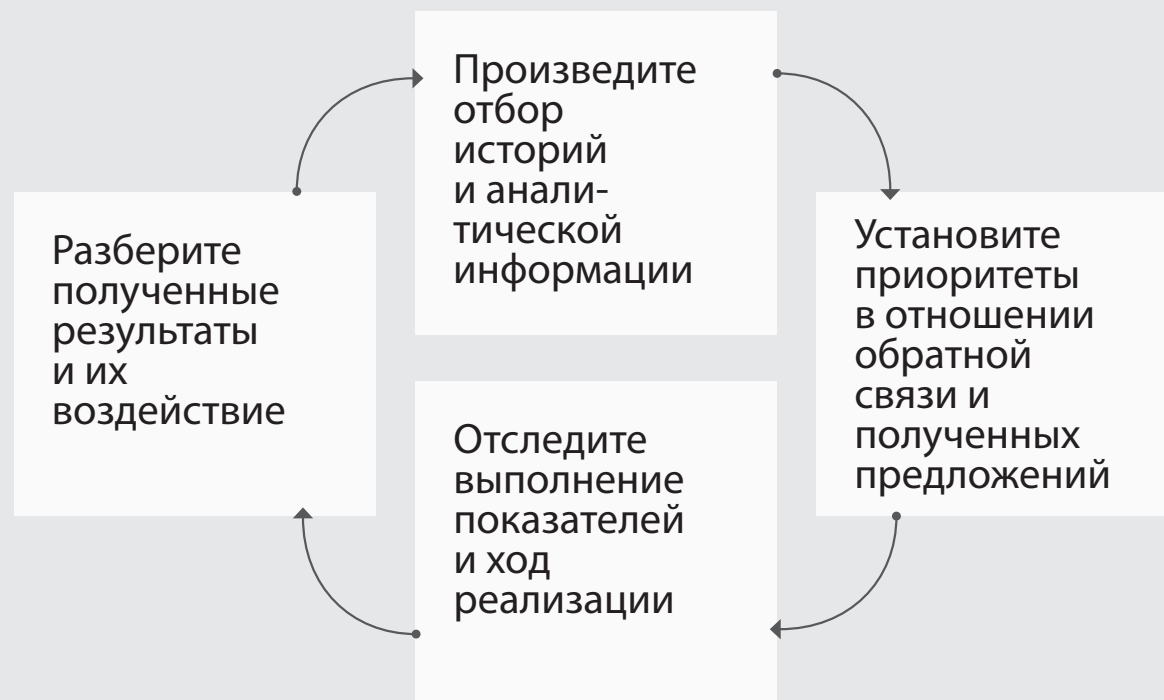 Произведите
отбор
историй
и анали-
тической
информации
Установите
приоритеты
в отношении
обратной
связи и
полученных
предложений
Отследите
выполнение
показателей
и ход
реализации
Разберите
полученные
результаты
и их
воздействие